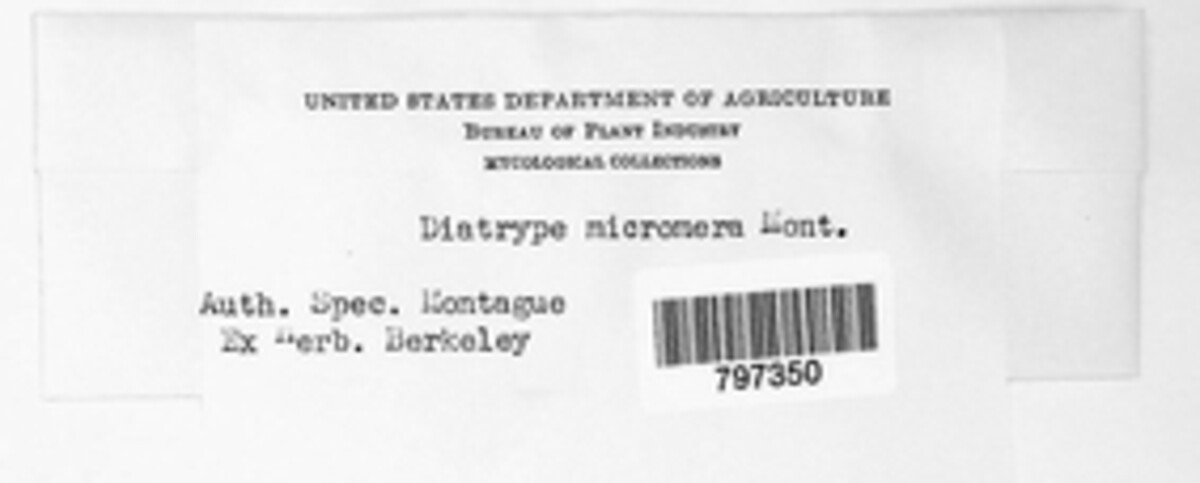 UNITED STATES DEPARTMENT OF AGRICULTURE
BUREAU OF PLANT INDUSTRY
MYCOLOGICAL COLLECTIONS
Diatrype micromera Mont.
Auth. Spec. Montague
Ex Herb. Berkeley
797350